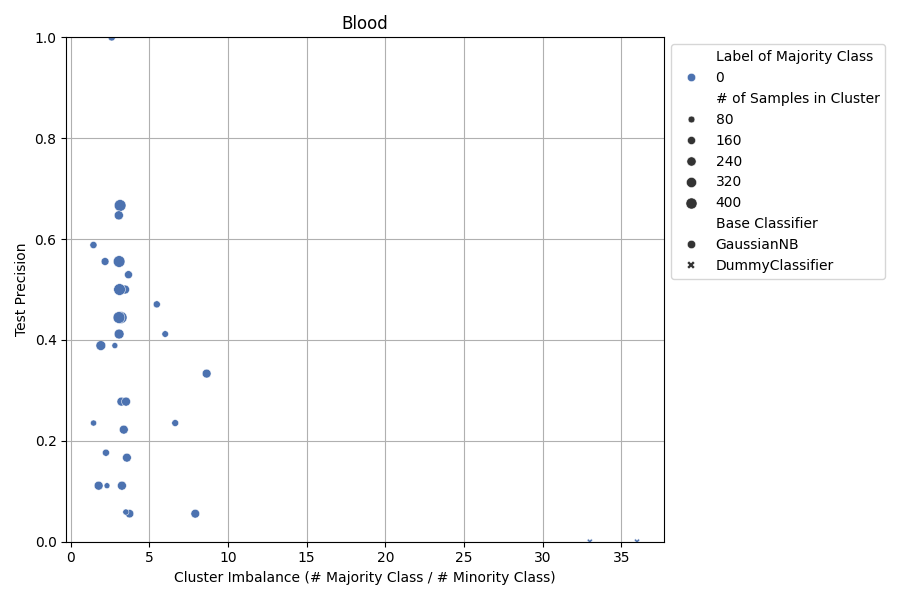 Blood
Test Precision
1.0
0.8
0.6
0.4
0.2
0.0
0 5 10 15 20 25 30 35
Cluster Imbalance (# Majority Class / # Minority Class)
Label of Majority Class
0
# of Samples in Cluster
80
160
240
320
400
Base Classifier
GaussianNB
DummyClassifier